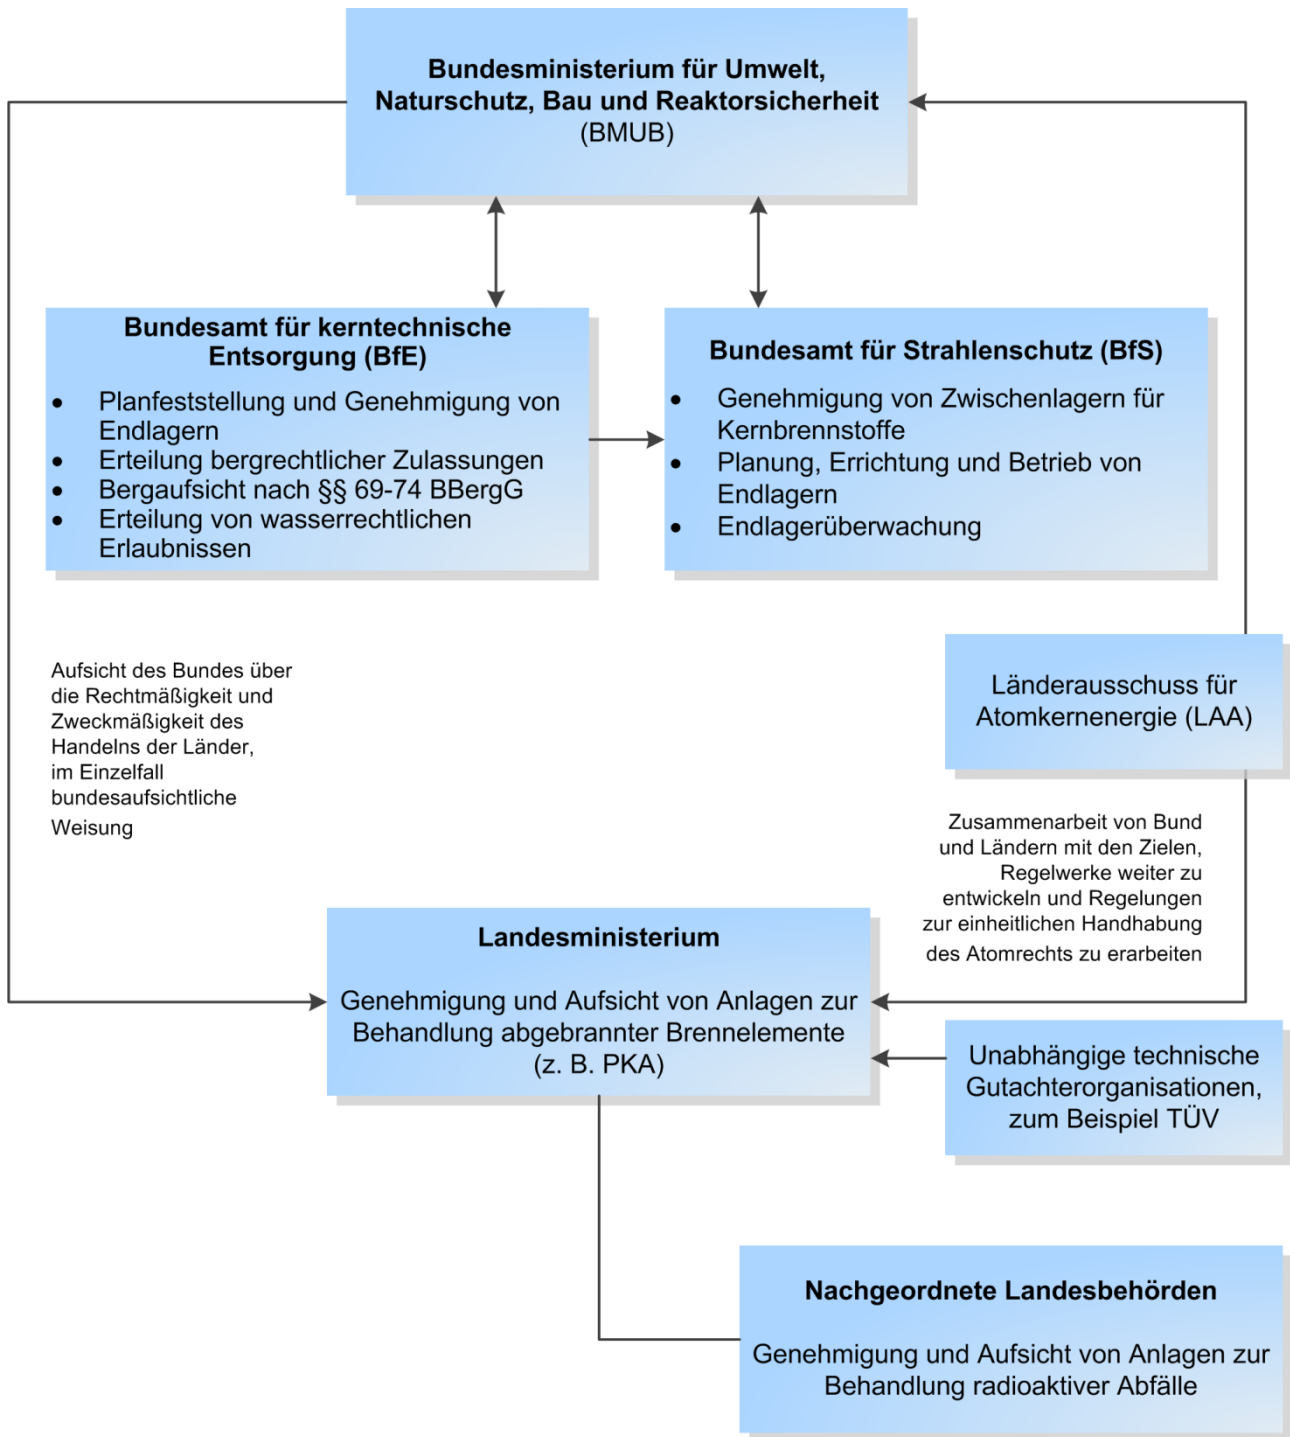 Bundesministerium für Umwelt,
Naturschutz, Bau und Reaktorsicherheit
(BMUB)
Bundesamt für kerntechnische
Entsorgung (BfE)
• Planfeststellung und Genehmigung von
Endlagern
• Erteilung bergrechtlicher Zulassungen
• Bergaufsicht nach §§ 69-74 BBergG
• Erteilung von wasserrechtlichen
Erlaubnissen
Bundesamt für Strahlenschutz (BfS)
• Genehmigung von Zwischenlagern für
Kernbrennstoffe
• Planung, Errichtung und Betrieb von
Endlagern
• Endlagerüberwachung
Aufsicht des Bundes über
die Rechtmäßigkeit und
Zweckmäßigkeit des
Handelns der Länder,
im Einzelfall
bundesaufsichtliche
Weisung
Länderausschuss für
Atomkernenergie (LAA)
Zusammenarbeit von Bund
und Ländern mit den Zielen,
Regelwerke weiter zu
entwickeln und Regelungen
zur einheitlichen Handhabung
des Atomrechts zu erarbeiten
Landesministerium
Genehmigung und Aufsicht von Anlagen zur
Behandlung abgebrannter Brennelemente
(z. B. PKA)
Unabhängige technische
Gutachterorganisationen,
zum Beispiel TÜV
Nachgeordnete Landesbehörden
Genehmigung und Aufsicht von Anlagen zur
Behandlung radioaktiver Abfälle